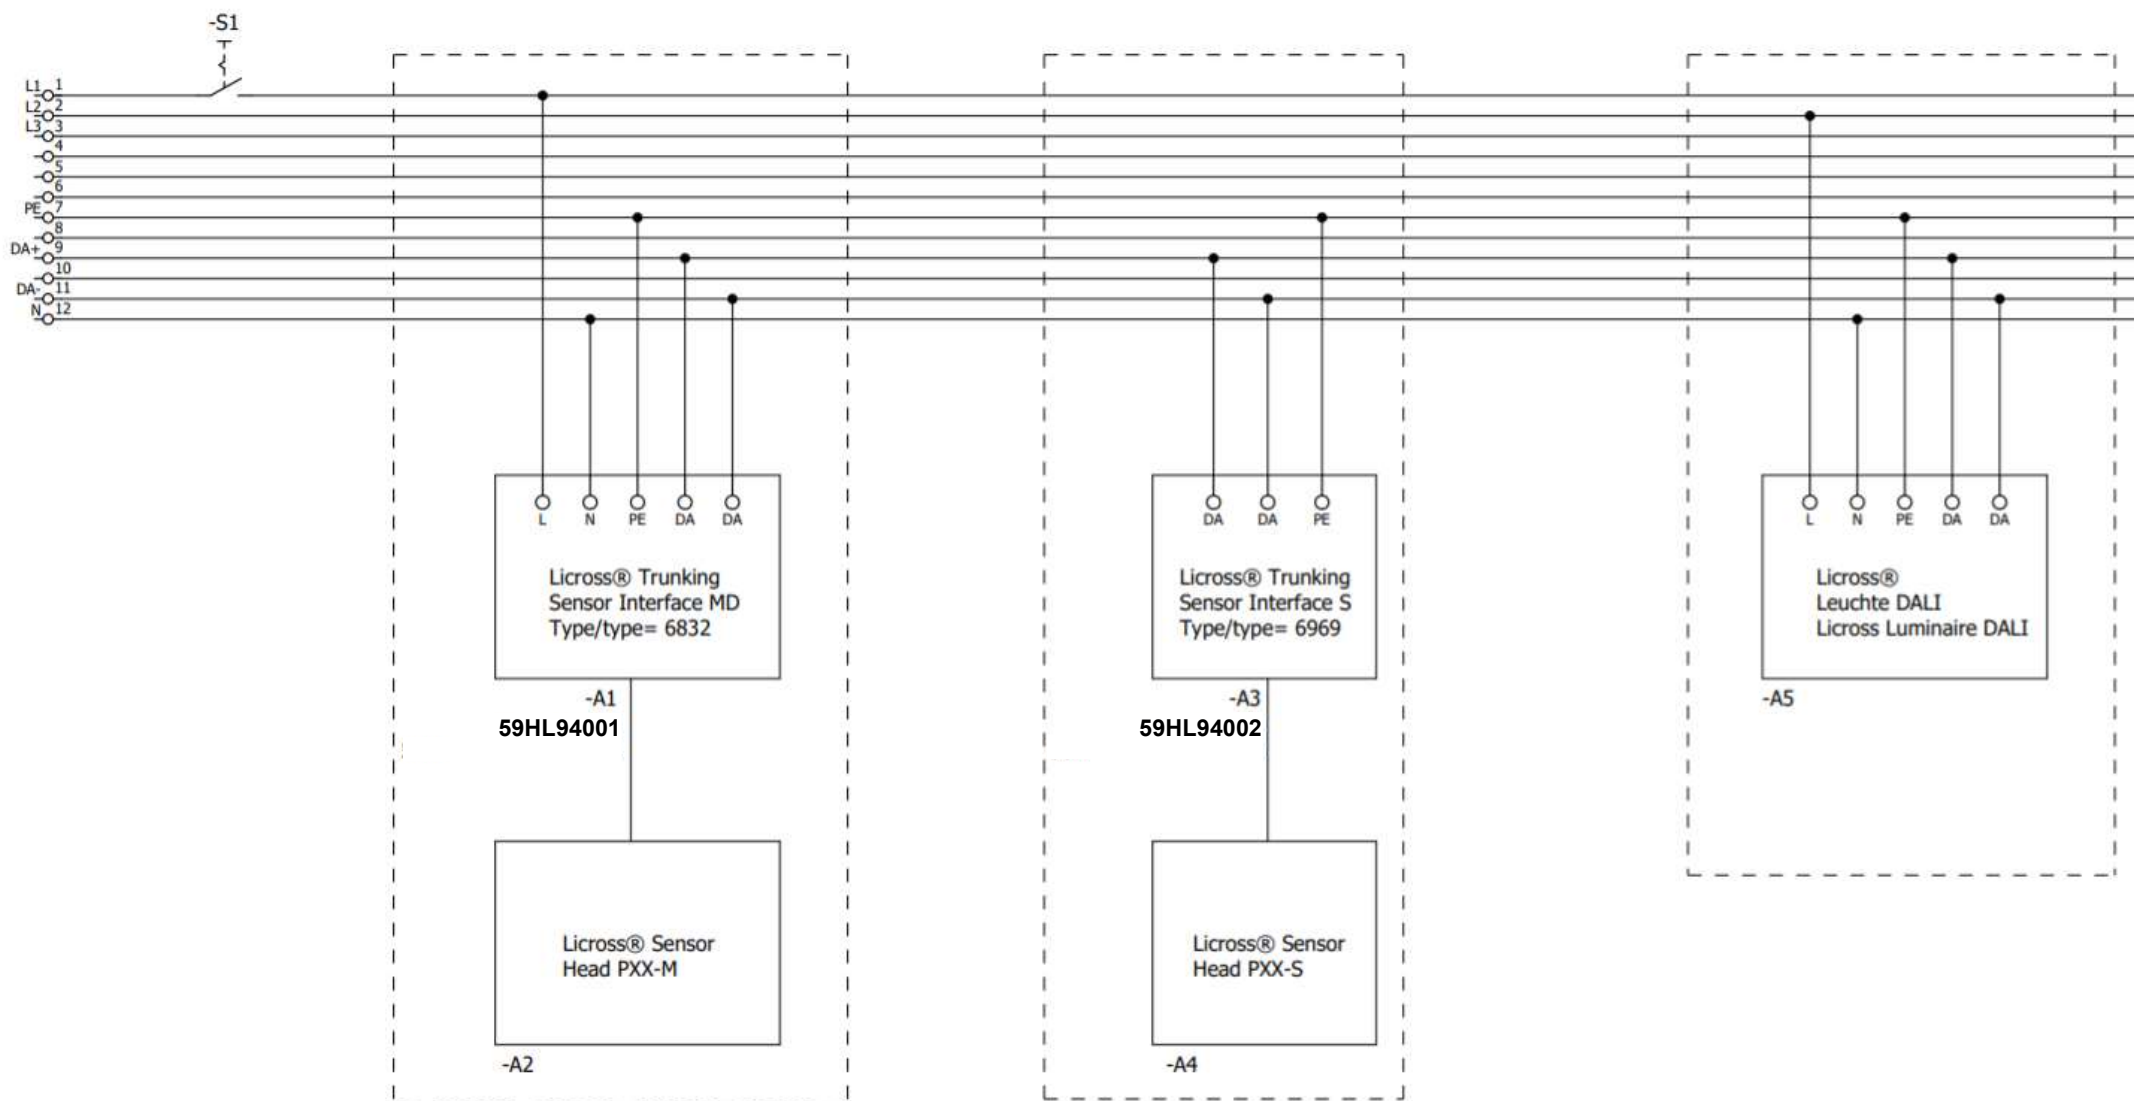 -S1
L1 1
L2 2
L3 3
4
5
6
PE 7
8
DA+ 9
10
DA- 11
N 12
L N PE DA DA
DA DA PE
L N PE DA DA
Licross® Trunking
Sensor Interface MD
Type/type= 6832
Licross® Trunking
Sensor Interface S
Type/type= 6969
Licross®
Leuchte DALI
Licross Luminaire DALI
-A1
59HL94001
-A3
59HL94002
-A5
Licross® Sensor
Head PXX-M
Licross® Sensor
Head PXX-S
-A2
-A4